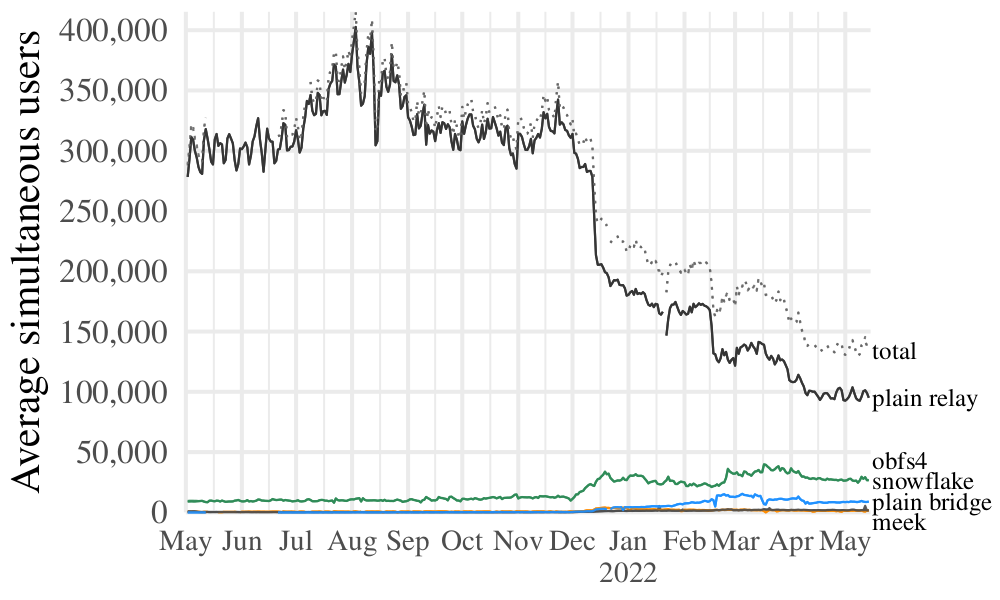 Average simultaneous users
400,000
350,000
300,000
250,000
200,000
150,000
100,000
50,000
0
total
plain relay
obfs4
snowflake
plain bridge
meek
May Jun Jul Aug Sep Oct Nov Dec Jan Feb Mar Apr May
2022